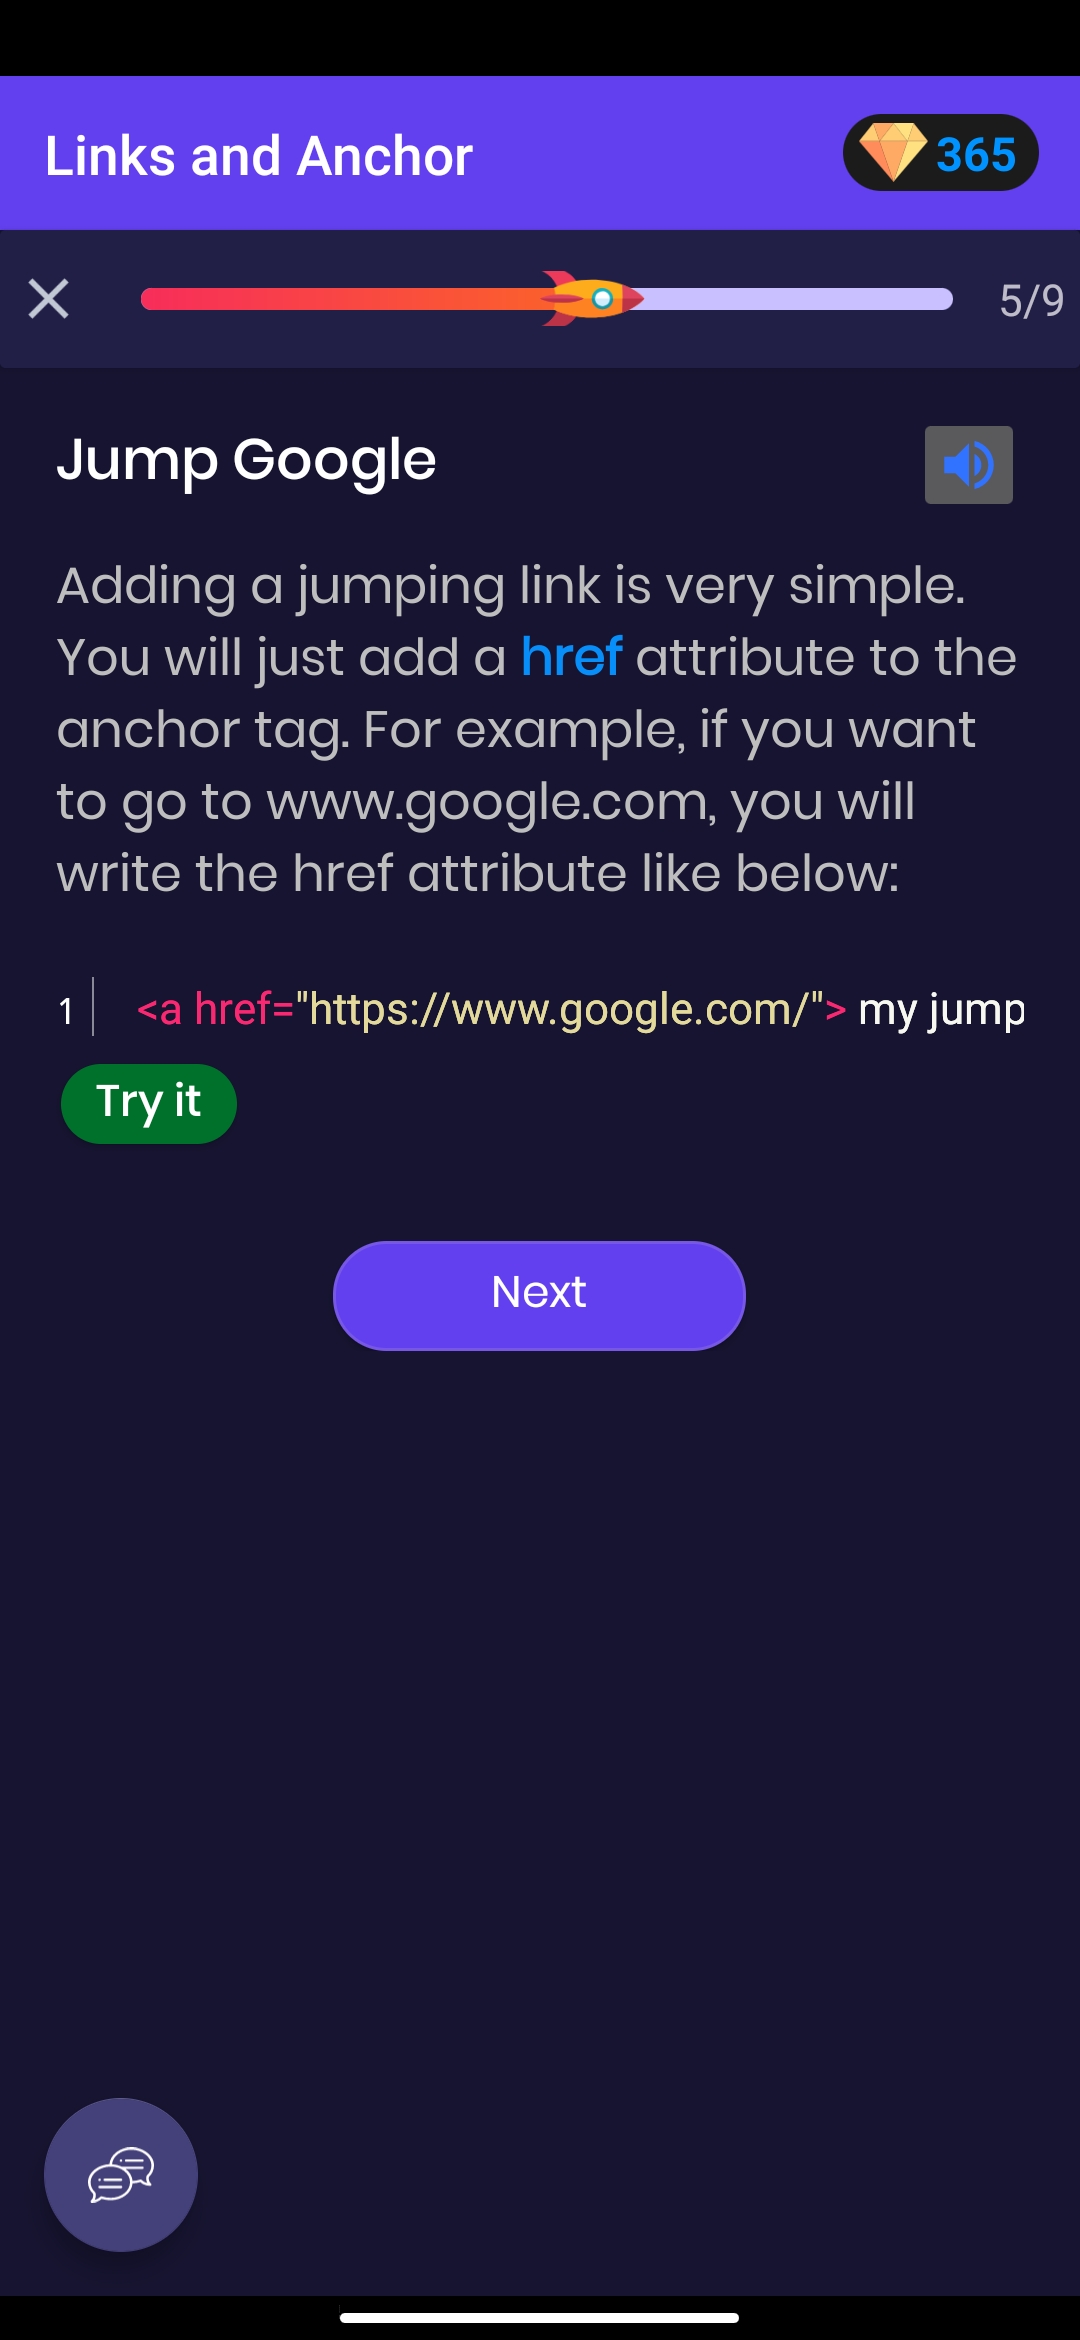 Links and Anchor
365
5/9
Jump Google
Adding a jumping link is very simple.
You will just add a href attribute to the
anchor tag. For example, if you want
to go to www.google.com, you will
write the href attribute like below:
1 <a href="https://www.google.com/"> my jump
Try it
Next